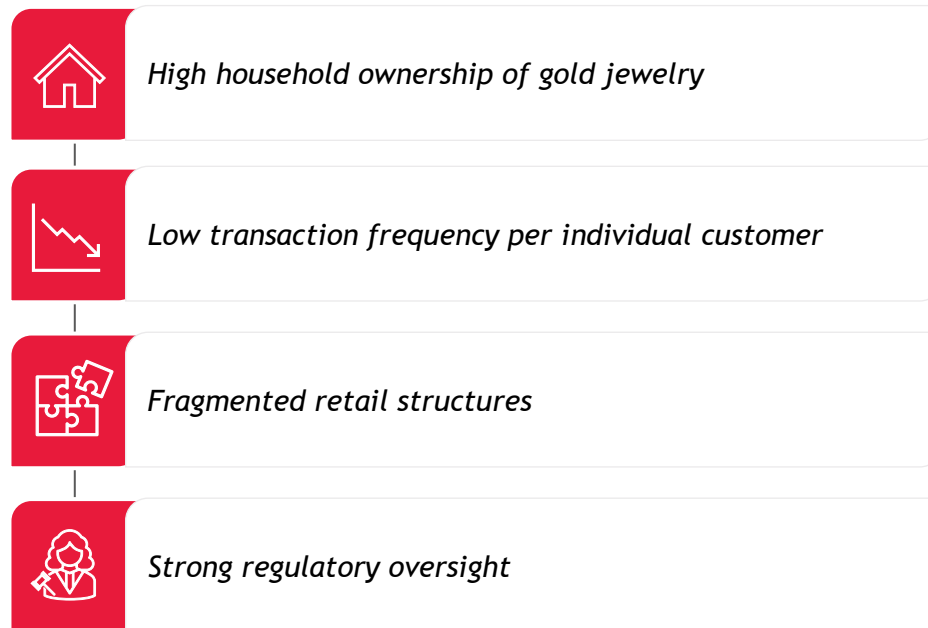 High household ownership of gold jewelry
Low transaction frequency per individual customer
Fragmented retail structures
Strong regulatory oversight